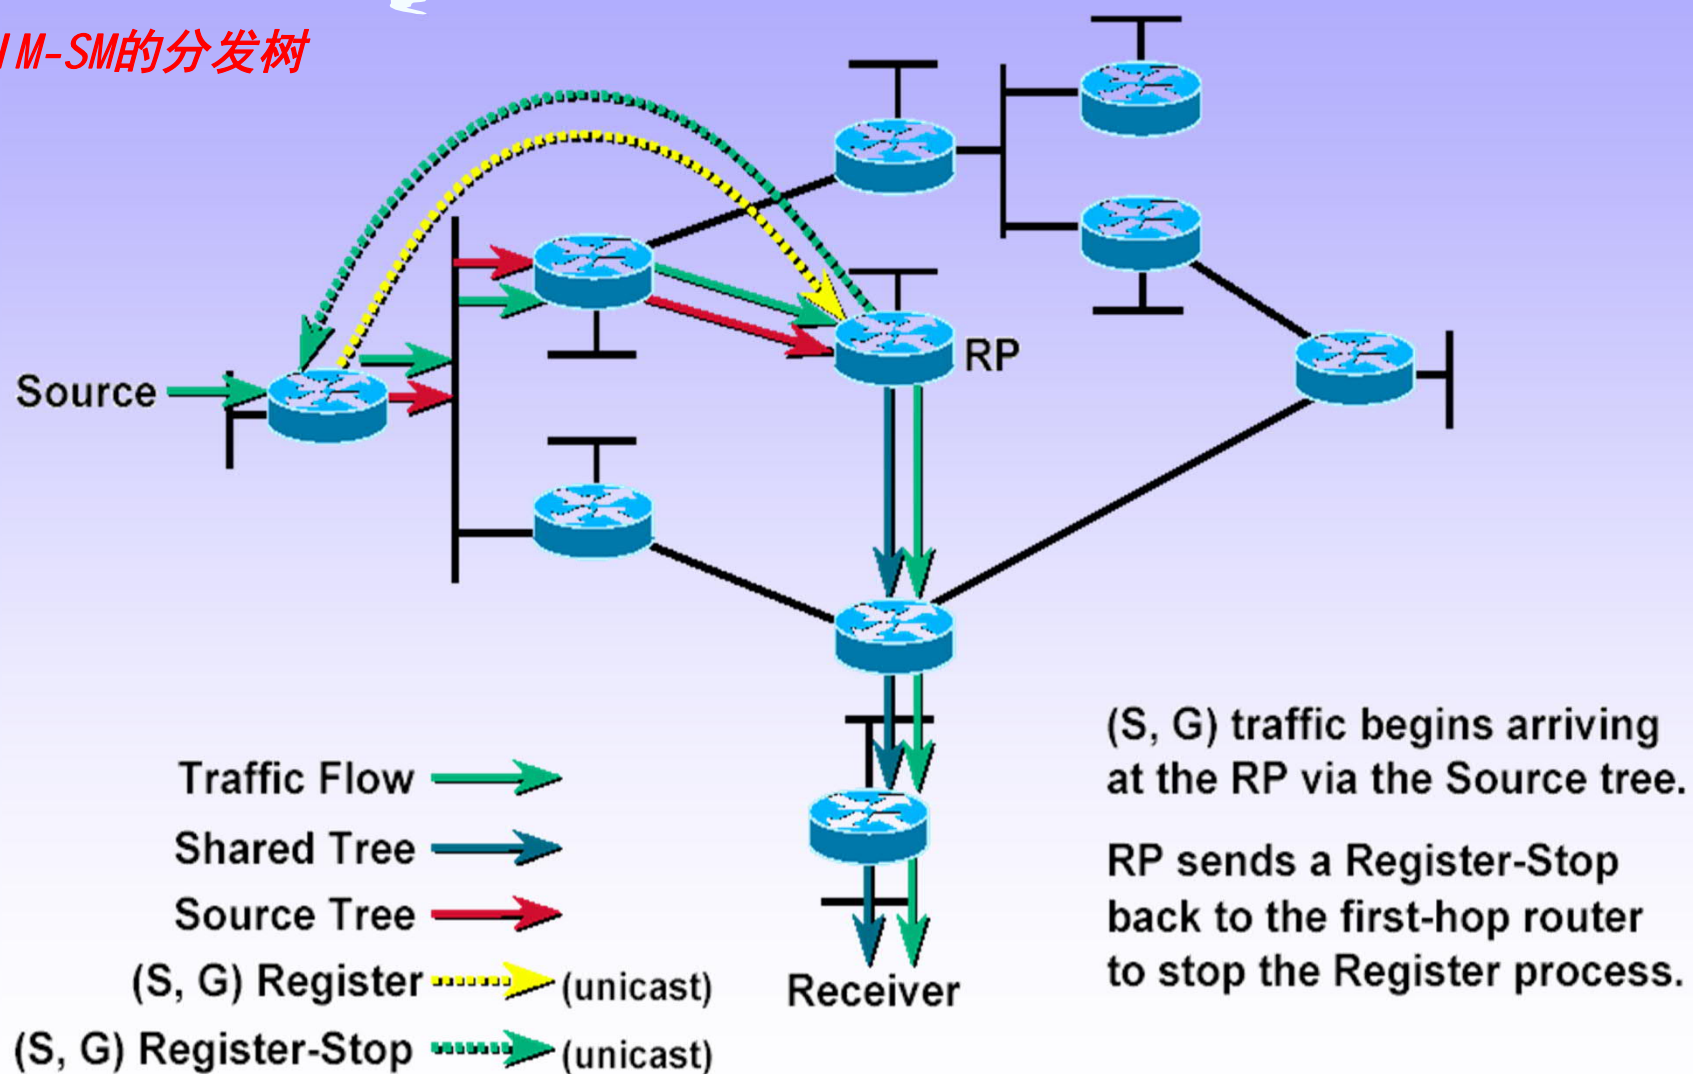 IM-SM的分发树
RP
Source
Traffic Flow
Shared Tree
Source Tree
(S, G) Register (unicast)
(S, G) Register-Stop (unicast)
Receiver
(S, G) traffic begins arriving
at the RP via the Source tree.
RP sends a Register-Stop
back to the first-hop router
to stop the Register process.